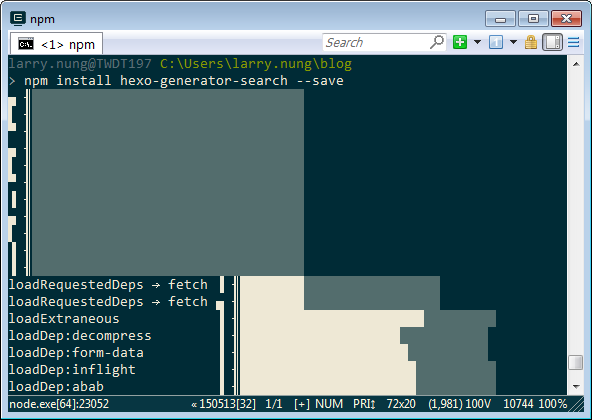 npm
<1> npm
Search
larry.nung@TWDT197 C:\Users\larry.nung\blog
> npm install hexo-generator-search --save
loadRequestedDeps → fetch
loadRequestedDeps → fetch
loadExtraneous
loadDep:decompress
loadDep:form-data
loadDep:inflight
loadDep:abab
node.exe[64]:23052 «150513[32] 1/1 [+] NUM PRI↕ 72x20 (1,981) 100V 10744 100%